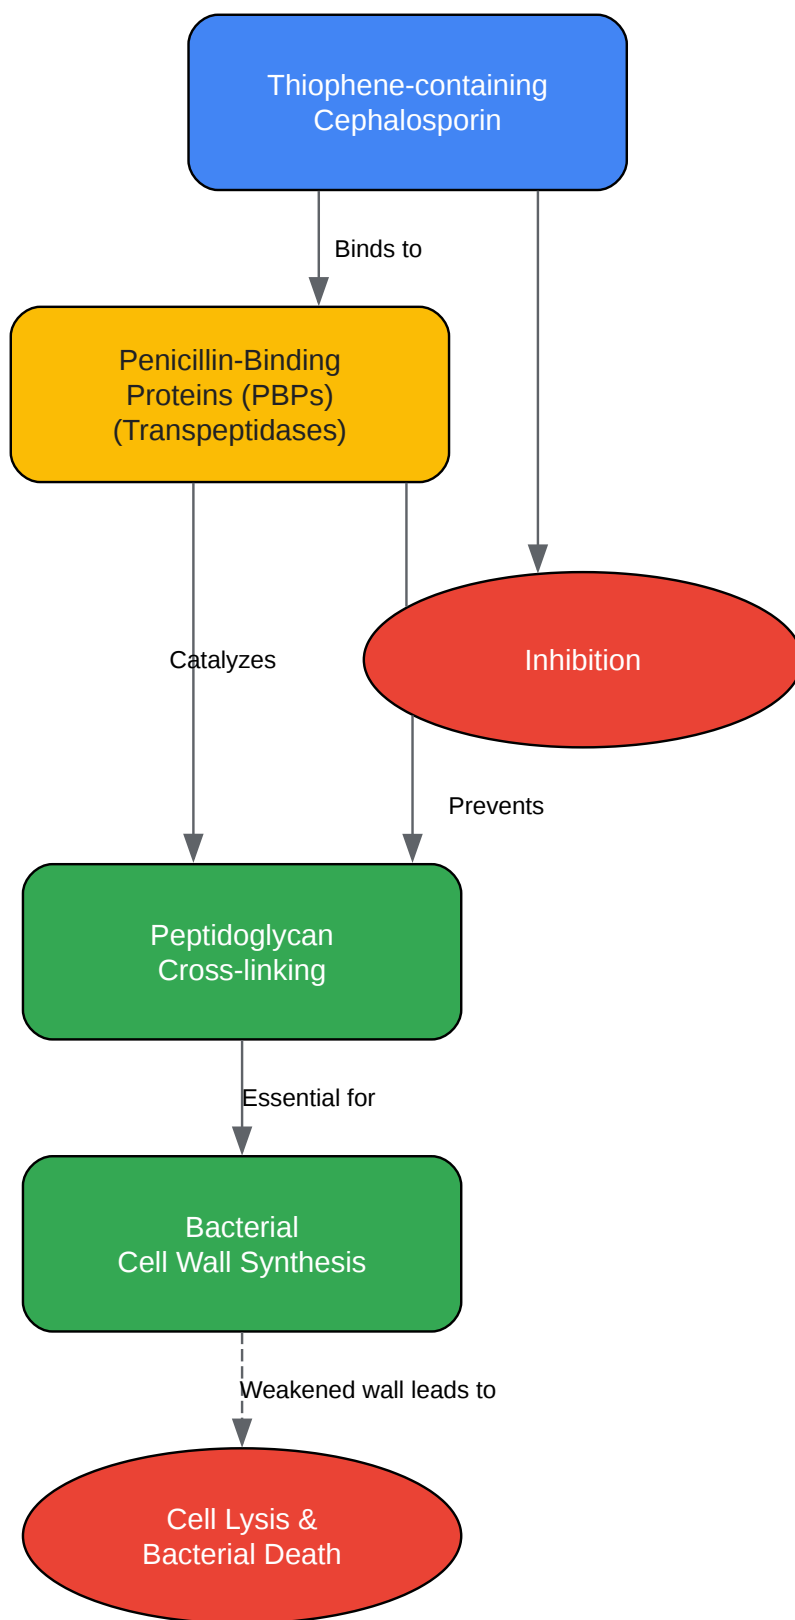 Thiophene-containing
Cephalosporin
Binds to
Penicillin-Binding
Proteins (PBPs)
(Transpeptidases)
Catalyzes
Inhibition
Prevents
Peptidoglycan
Cross-linking
Essential for
Bacterial
Cell Wall Synthesis
Weakened wall leads to
Cell Lysis &
Bacterial Death